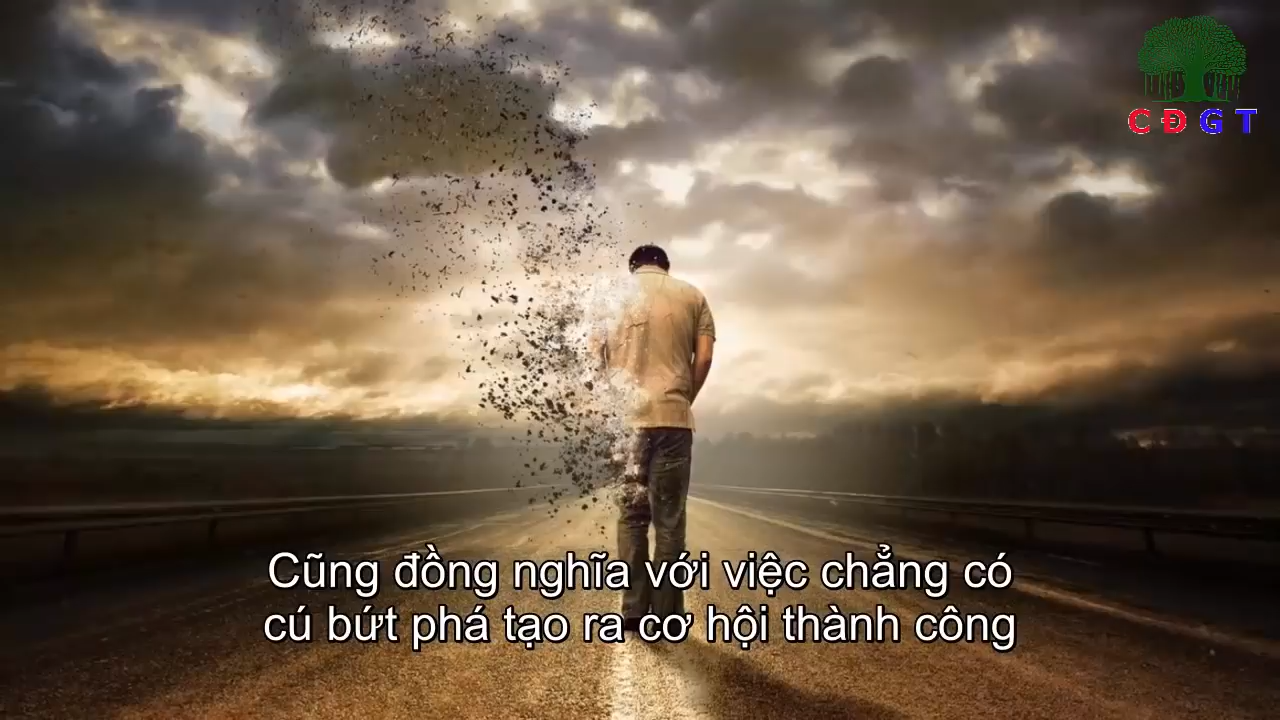 CĐGT
Cũng đồng nghĩa với việc chẳng có
cú bứt phá tạo ra cơ hội thành công